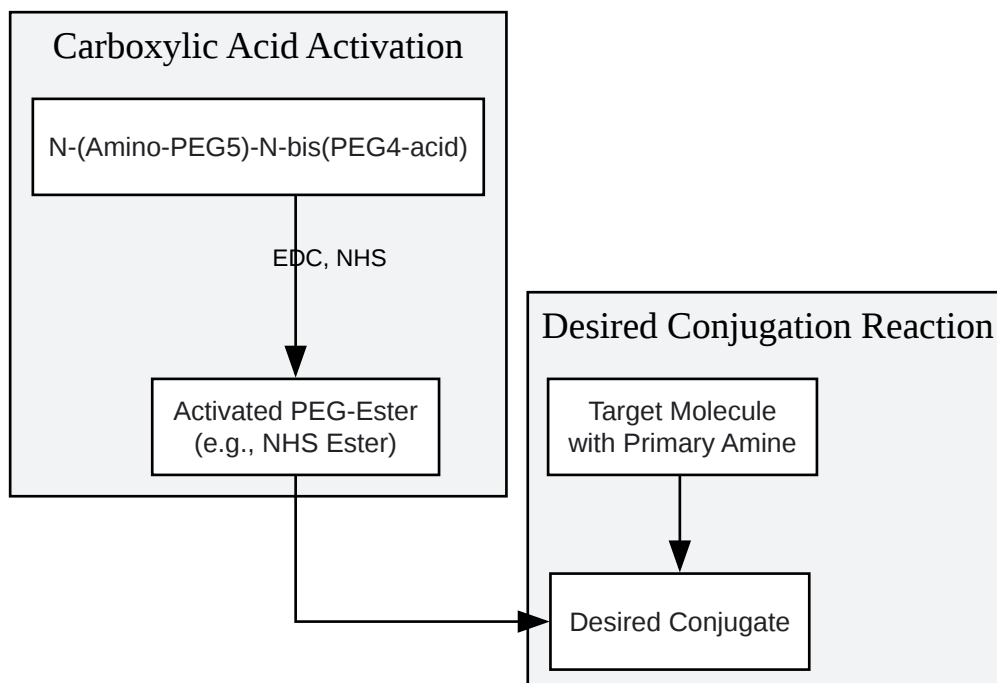 Carboxylic Acid Activation
N-(Amino-PEG5)-N-bis(PEG4-acid)
EDC, NHS
Activated PEG-Ester
(e.g., NHS Ester)
Desired Conjugation Reaction
Target Molecule
with Primary Amine
Desired Conjugate